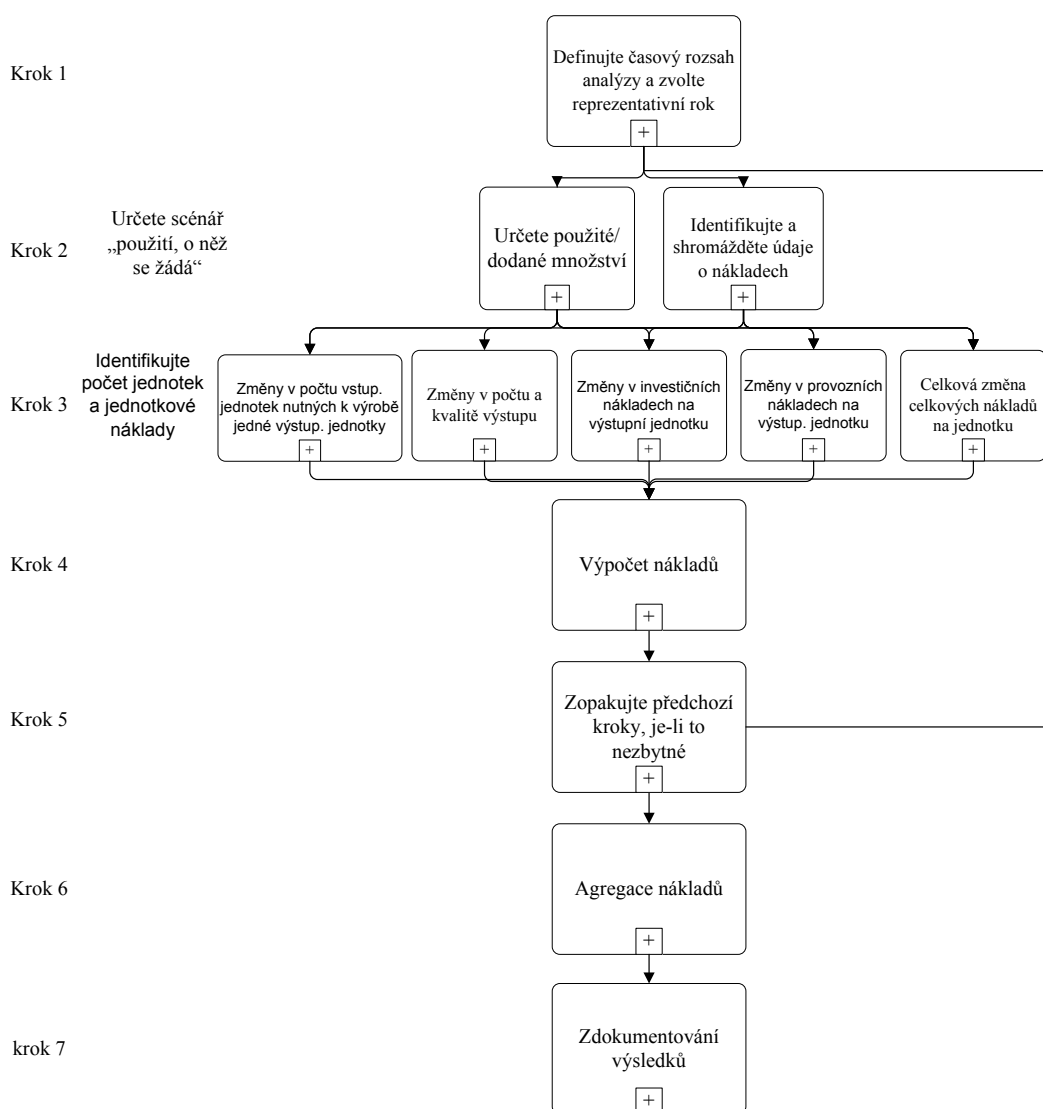 Krok 1
Definujte časový rozsah
analýzy a zvolte
reprezentativní rok
+
Krok 2
Určete scénář
„použití, o něž
se žádá“
Určete použité/
dodané množství
+
Identifikujte a
shromážděte údaje
o nákladech
+
Krok 3
Identifikujte
počet jednotek
a jednotkové
náklady
Změny v počtu vstup.
jednotek nutných k výrobě
jedné výstup. jednotky
+
Změny v počtu a
kvalitě výstupu
+
Změny v investičních
nákladech na
výstupní jednotku
+
Změny v provozních
nákladech na
výstup. jednotku
+
Celková změna
celkových nákladů
na jednotku
+
Krok 4
Výpočet nákladů
+
Krok 5
Zopakujte předchozí
kroky, je-li to
nezbytné
+
Krok 6
Agregace nákladů
+
krok 7
Zdokumentování
výsledků
+